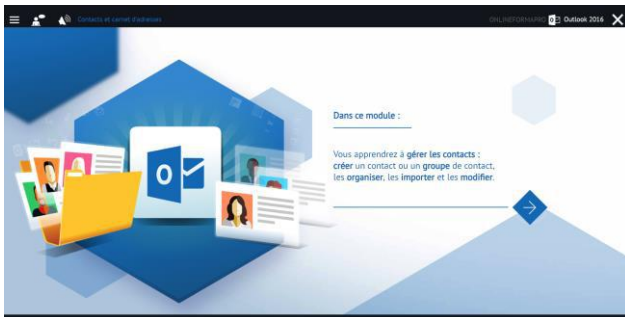 Contacts et carnet d'adresses
ONLINEFORMAPRO Outlook 2016
Dans ce module :
Vous apprendrez à gérer les contacts :
créer un contact ou un groupe de contact,
les organiser, les importer et les modifier.